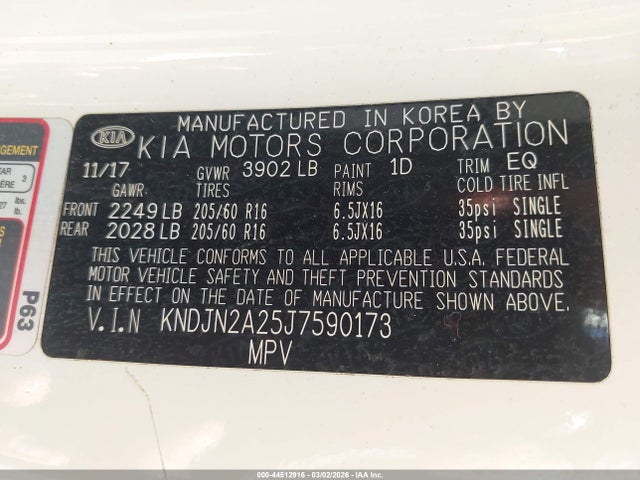 MANUFACTURED IN KOREA BY
KIA KIA MOTORS CORPORATION
11/17 GVWR 3902 LB PAINT 1D TRIM EQ
GAWR TIRES RIMS COLD TIRE INFL
FRONT 2249 LB 205/60 R16 6.5JX16 35psi SINGLE
REAR 2028 LB 205/60 R16 6.5JX16 35psi SINGLE
THIS VEHICLE CONFORMS TO ALL APPLICABLE U.S.A. FEDERAL
MOTOR VEHICLE SAFETY AND THEFT PREVENTION STANDARDS
IN EFFECT ON THE DATE OF MANUFACTURE SHOWN ABOVE.
V.I.N KNDJN2A25J7590173
MPV
P63
000-44512916 - 03/02/2026 - IAAI.COM